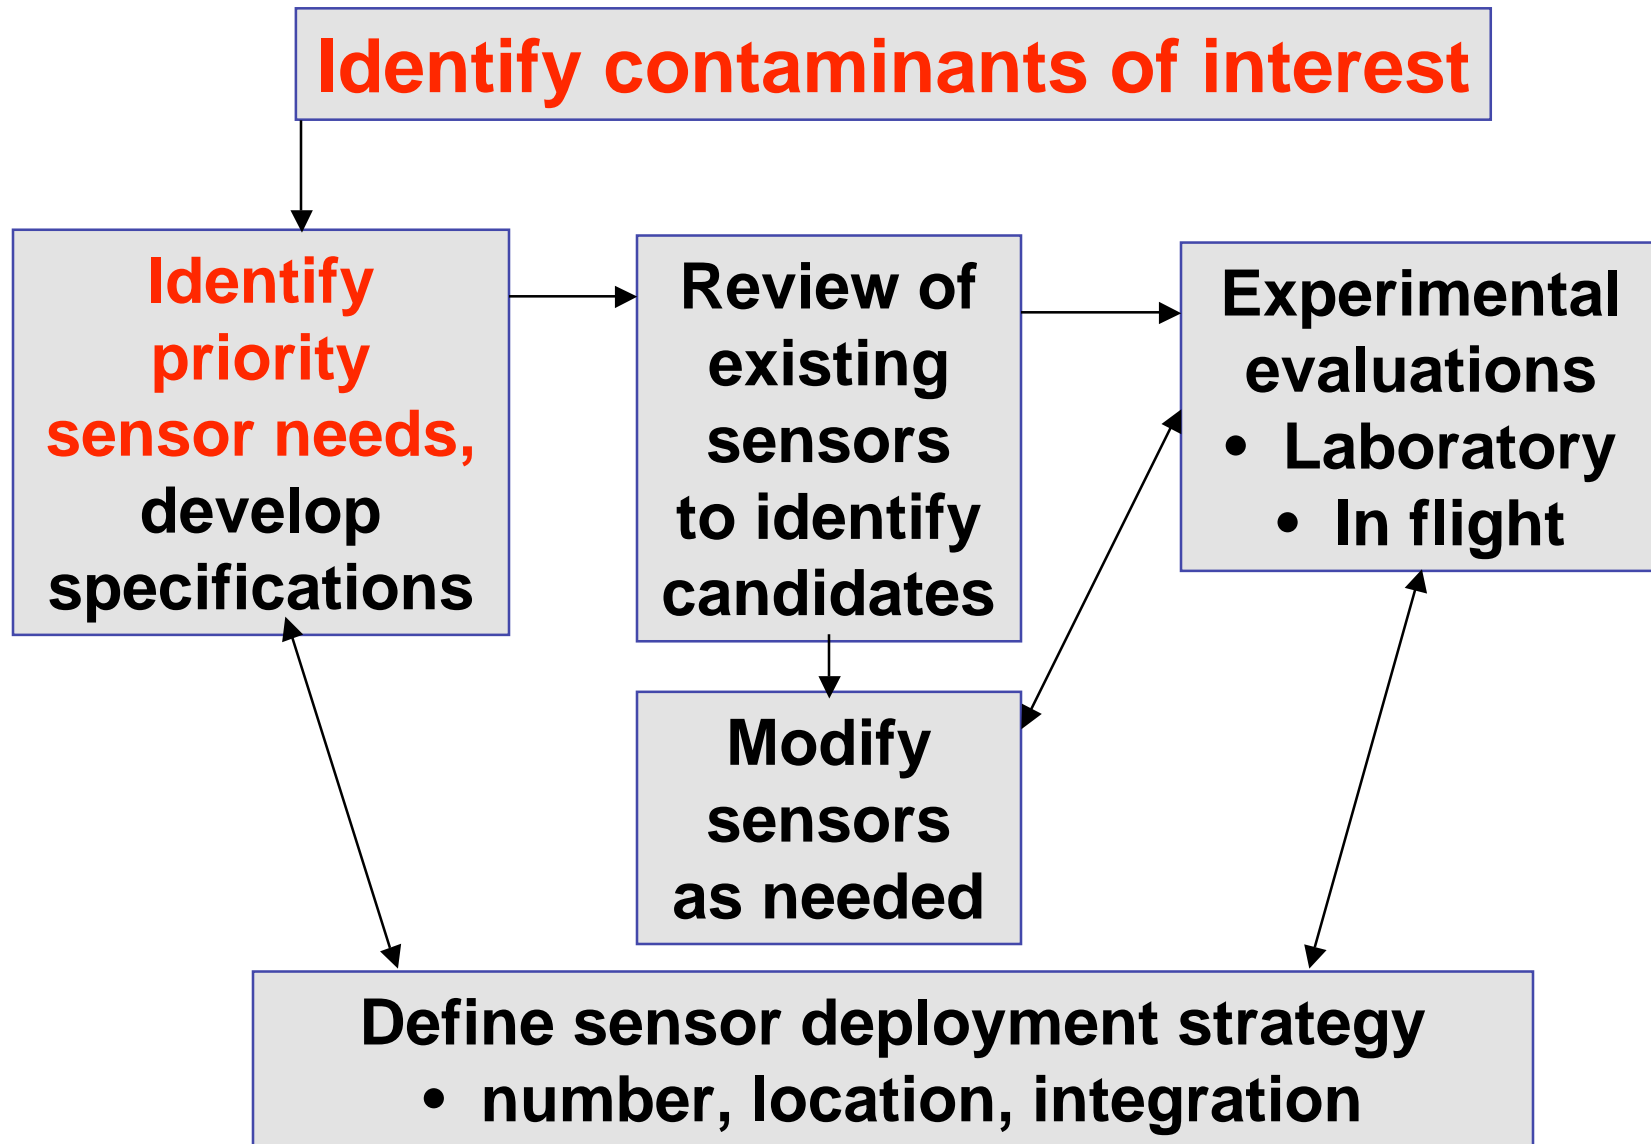 Identify contaminants of interest
Identify
priority
sensor needs,
develop
specifications
Review of
existing
sensors
to identify
candidates
Experimental
evaluations
• Laboratory
• In flight
Modify
sensors
as needed
Define sensor deployment strategy
• number, location, integration